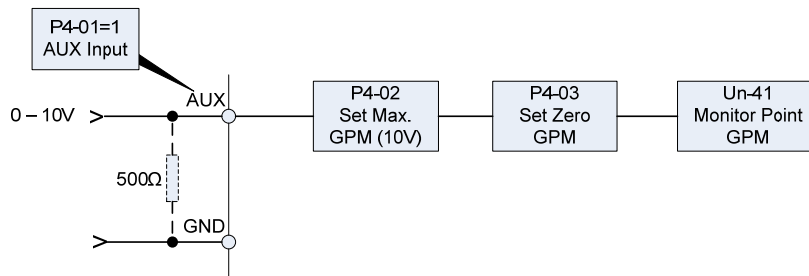 P4-01=1
AUX Input
AUX
0 – 10V
P4-02
Set Max.
GPM (10V)
P4-03
Set Zero
GPM
Un-41
Monitor Point
GPM
500Ω
GND